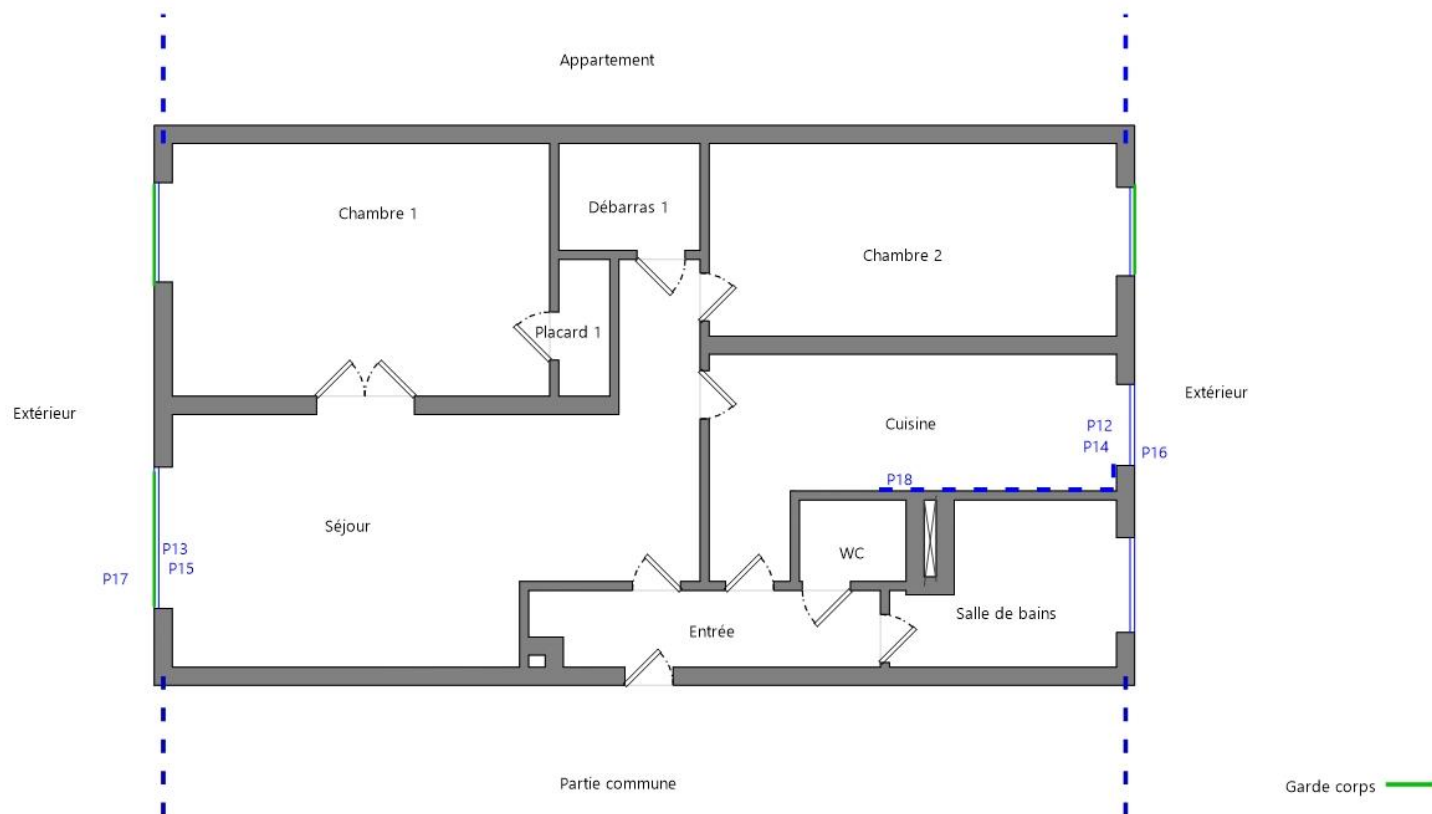 Appartement
Chambre 1
Débarras 1
Chambre 2
Placard 1
Extérieur
Extérieur
Cuisine
P12
P14
P16
P18
Séjour
P13
P15
P17
WC
Salle de bains
Entrée
Partie commune
Garde corps